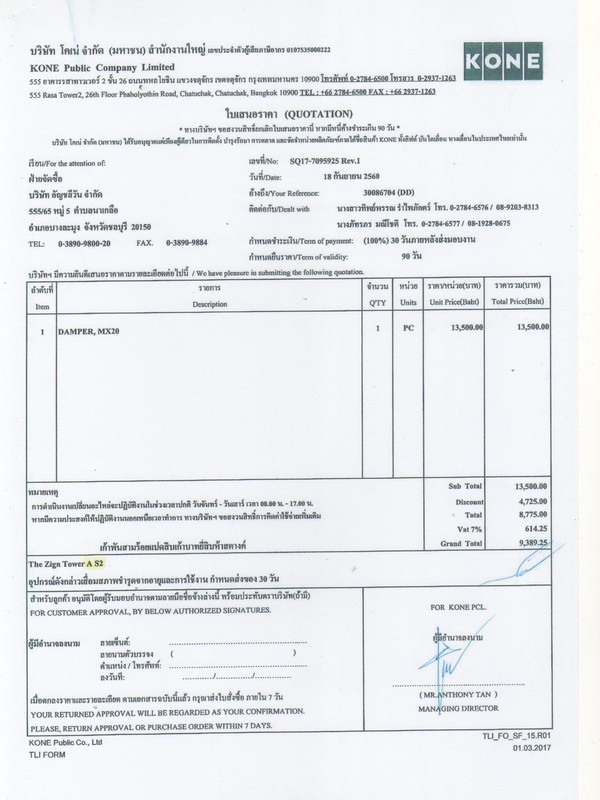 บริษัท โคเน่ จำกัด (มหาชน) สำนักงานใหญ่ เลขประจำตัวผู้เสียภาษีอากร 0107535000222
KONE Public Company Limited
555 อาคารรสาทาวเวอร์ 2 ชั้น 26 ถนนพหลโยธิน แขวงจตุจักร เขตจตุจักร กรุงเทพมหานคร 10900 โทรศัพท์ 0-2784-6500 โทรสาร 0-2937-1263
555 Rasa Tower2, 26th Floor Phaholyothin Road, Chatuchak, Chatuchak, Bangkok 10900 TEL : +66 2784-6500 FAX : +66 2937-1263
KONE
ใบเสนอราคา (QUOTATION)
* ทางบริษัทฯ ขอสงวนสิทธิ์ยกเลิกใบเสนอราคานี้ หากมีหนี้ค้างชำระเกิน 90 วัน *
บริษัท โคเน่ จำกัด (มหาชน) ได้รับอนุญาตแต่เพียงผู้เดียวในการติดตั้ง บำรุงรักษา การตลาด และจัดจำหน่ายผลิตภัณฑ์ภายใต้ชื่อสินค้า KONE ทั้งลิฟต์ บันไดเลื่อน ทางเลื่อนในประเทศไทยเท่านั้น
เรียน/For the attention of:
ฝ่ายจัดซื้อ
บริษัท อัญชลีวัน จำกัด
555/65 หมู่ 5 ตำบลนาเกลือ
อำเภอบางละมุง จังหวัดชลบุรี 20150
TEL: 0-3890-9800-20 FAX. 0-3890-9884
เลขที่/No: SQ17-7095925 Rev.1
วันที่/Date: 18 กันยายน 2560
อ้างถึง/Your Reference: 30086704 (DD)
ติดต่อกับ/Dealt with นางสาวทิพย์พรรณ รำไพภักตร์ โทร. 0-2784-6576 / 08-9203-8313
นางภัทรภร มณีโชติ โทร. 0-2784-6577 / 08-1928-0675
กำหนดชำระเงิน/Term of payment: (100%) 30 วันภายหลังส่งมอบงาน
กำหนดยืนราคา/Term of validity: 90 วัน
บริษัทฯ มีความยินดีเสนอราคาตามรายละเอียดต่อไปนี้ / We have pleasure in submitting the following quotation.
ลำดับที่ รายการ จำนวน หน่วย ราคา/หน่วย(บาท) ราคารวม(บาท)
Item Description Q'TY Units Unit Price(Baht) Total Price(Baht)
1 DAMPER, MX20 1 PC 13,500.00 13,500.00
หมายเหตุ
การดำเนินงานเปลี่ยนอะไหล่จะปฏิบัติงานในช่วงเวลาปกติ วันจันทร์ - วันเสาร์ เวลา 08.00 น. - 17.00 น.
หากมีความประสงค์ให้ปฏิบัติงานนอกเหนือเวลาทำการ ทางบริษัทฯ ขอสงวนสิทธิ์การคิดค่าใช้จ่ายเพิ่มเติม
เก้าพันสามร้อยแปดสิบเก้าบาทยี่สิบห้าสตางค์
Sub Total 13,500.00
Discount 4,725.00
Total 8,775.00
Vat 7% 614.25
Grand Total 9,389.25
The Zign Tower A S2
อุปกรณ์ดังกล่าวเสื่อมสภาพชำรุดจากอายุและการใช้งาน กำหนดส่งของ 30 วัน
สำหรับลูกค้า อนุมัติโดยผู้รับมอบอำนาจตามลายมือชื่อข้างล่างนี้ พร้อมประทับตราบริษัท(ถ้ามี)
FOR CUSTOMER APPROVAL, BY BELOW AUTHORIZED SIGNATURES.
ผู้มีอำนาจลงนาม ลายเซ็นต์: ........................................
ลายนามตัวบรรจง ( )
ตำแหน่ง / โทรศัพท์: ........................................
ลงวันที่: ............/............/............
เมื่อตกลงราคาและรายละเอียด ตามเอกสารฉบับนี้แล้ว กรุณาส่งใบสั่งซื้อ ภายใน 7 วัน
YOUR RETURNED APPROVAL WILL BE REGARDED AS YOUR CONFIRMATION.
PLEASE, RETURN APPROVAL OR PURCHASE ORDER WITHIN 7 DAYS.
FOR KONE PCL.
ผู้มีอำนาจลงนาม
( MR.ANTHONY TAN )
MANAGING DIRECTOR
KONE Public Co., Ltd
TLI FORM
TLI_FO_SF_15.R01
01.03.2017